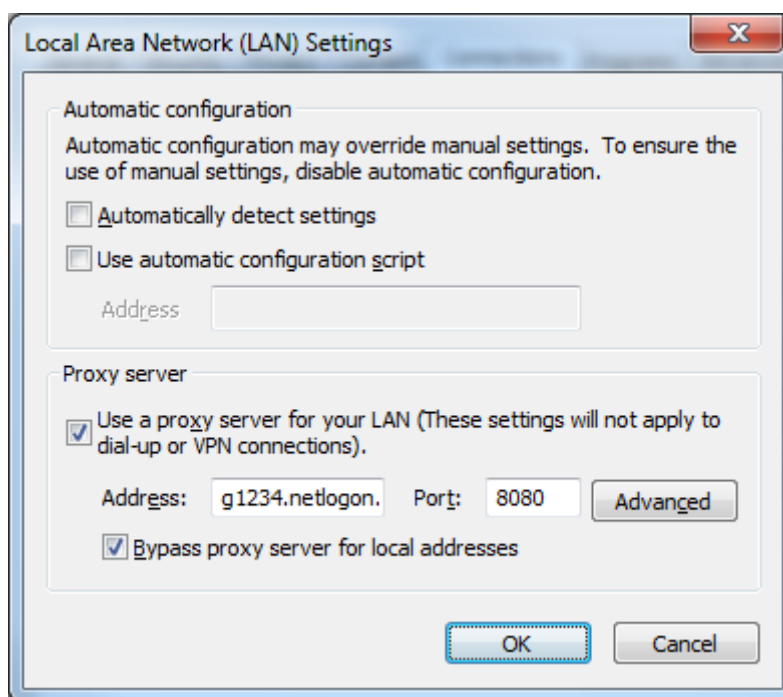 Local Area Network (LAN) Settings
Automatic configuration
Automatic configuration may override manual settings. To ensure the
use of manual settings, disable automatic configuration.
Automatically detect settings
Use automatic configuration script
Address
Proxy server
Use a proxy server for your LAN (These settings will not apply to
dial-up or VPN connections).
Address: g1234.netlogon. Port: 8080 Advanced
Bypass proxy server for local addresses
OK Cancel